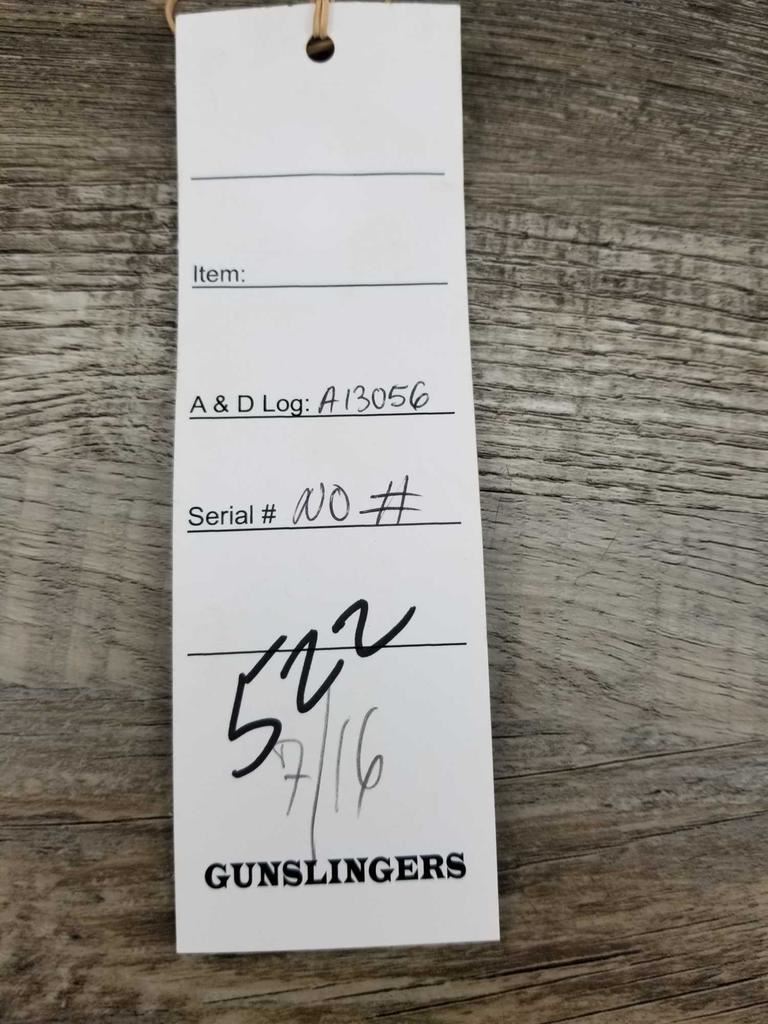 Item:
A & D Log: A13056
Serial # NO #
522
7/16
GUNSLINGERS